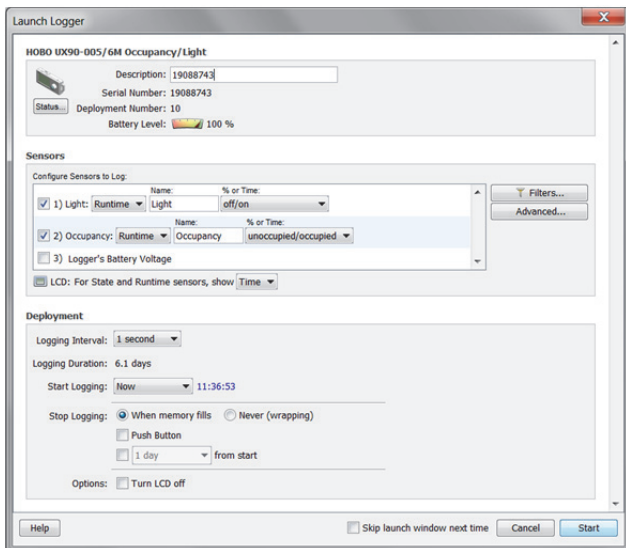 Launch Logger
HOBO UX90-005/6M Occupancy/Light
Description: 19088743
Serial Number: 19088743
Status... Deployment Number: 10
Battery Level: 100 %
Sensors
Configure Sensors to Log:
Name: % or Time:
1) Light: Runtime Light off/on
Filters...
Advanced...
Name: % or Time:
2) Occupancy: Runtime Occupancy unoccupied/occupied
3) Logger's Battery Voltage
LCD: For State and Runtime sensors, show Time
Deployment
Logging Interval: 1 second
Logging Duration: 6.1 days
Start Logging: Now 11:36:53
Stop Logging: When memory fills Never (wrapping)
Push Button
1 day from start
Options: Turn LCD off
Help Skip launch window next time Cancel Start